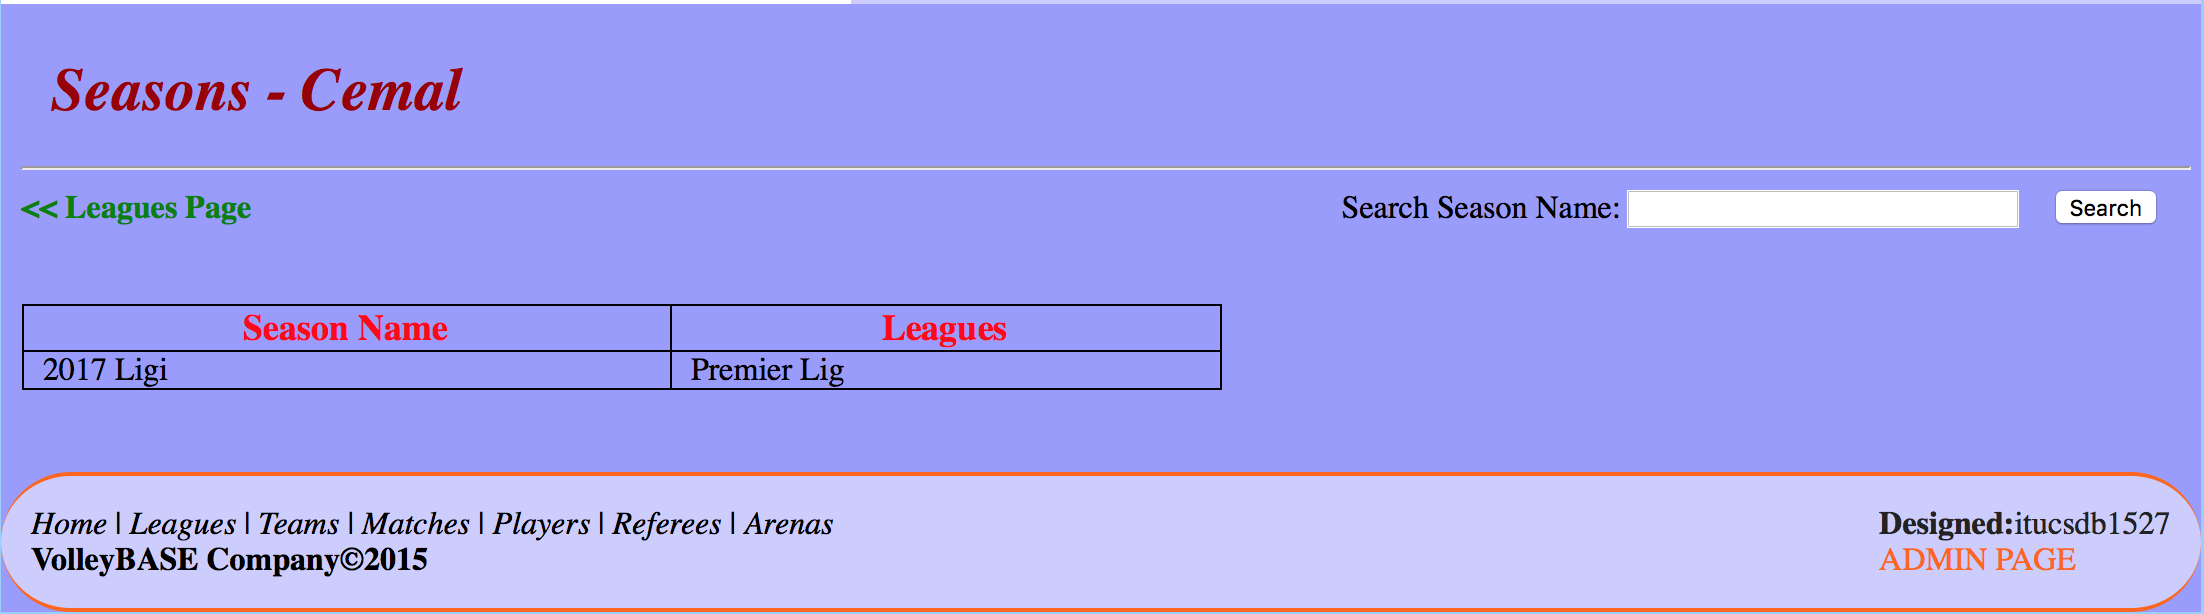 Seasons - Cemal
<< Leagues Page
Search Season Name: Search
Season Name Leagues
2017 Ligi Premier Lig
Home | Leagues | Teams | Matches | Players | Referees | Arenas
VolleyBASE Company©2015
Designed:itucsdb1527
ADMIN PAGE